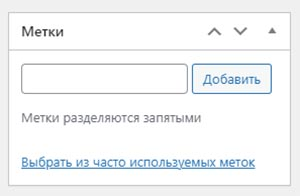 Метки
Добавить
Метки разделяются запятыми
Выбрать из часто используемых меток